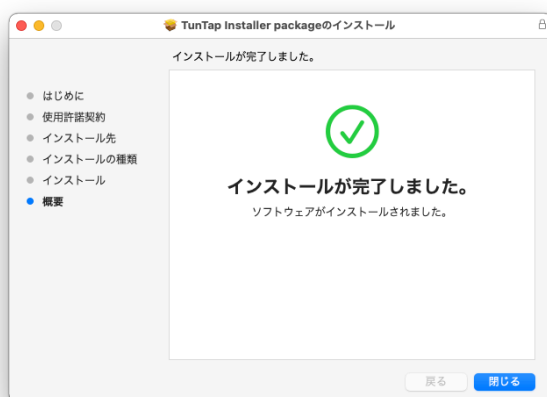 TunTap Installer packageのインストール
インストールが完了しました。
はじめに
使用許諾契約
インストール先
インストールの種類
インストール
概要
インストールが完了しました。
ソフトウェアがインストールされました。
戻る
閉じる